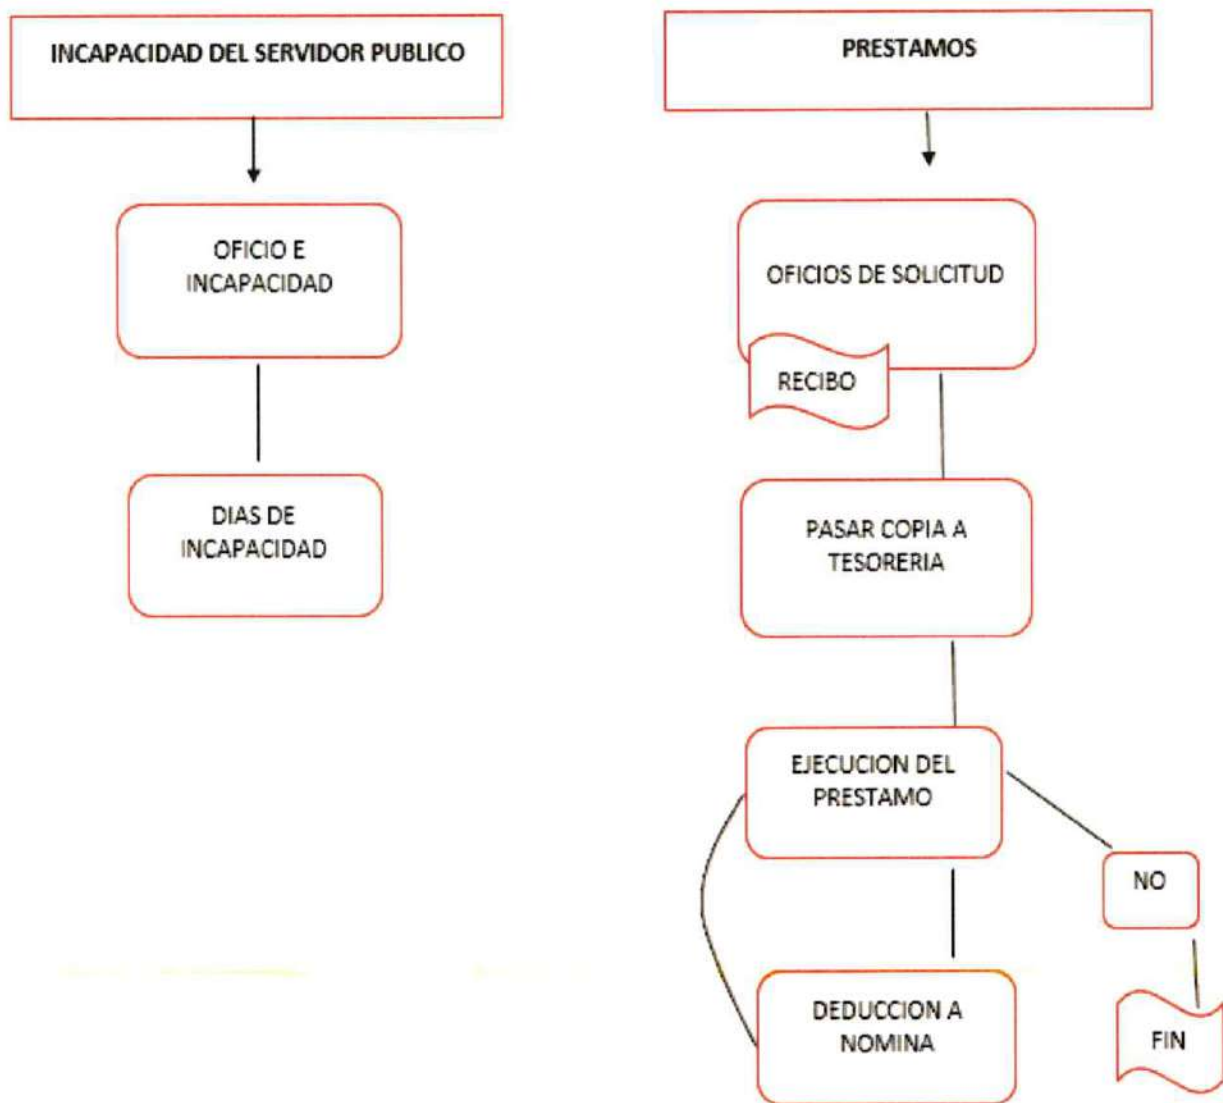 INCAPACIDAD DEL SERVIDOR PUBLICO
OFICIO E
INCAPACIDAD
DIAS DE
INCAPACIDAD
PRESTAMOS
OFICIOS DE SOLICITUD
RECIBO
PASAR COPIA A
TESORERIA
EJECUCION DEL
PRESTAMO
NO
DEDUCCION A
NOMINA
FIN